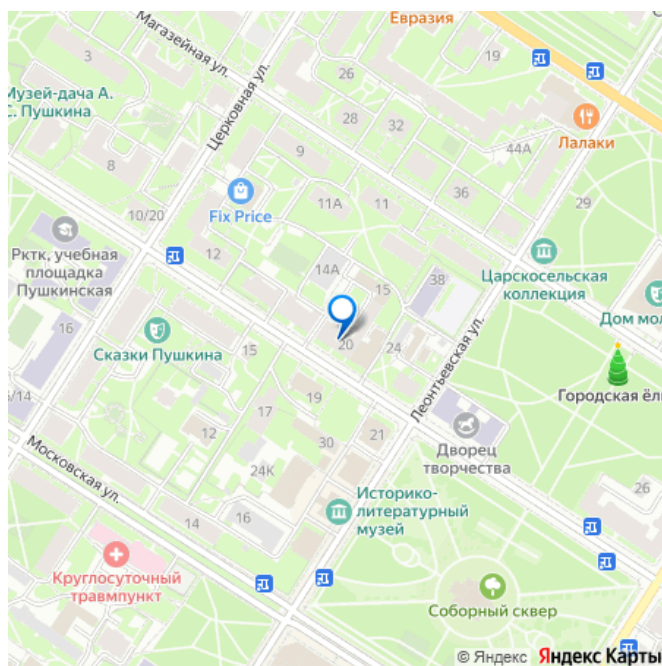 Евразия
19
Магазейная ул.
3
26
Музей-дача А.
С. Пушкина
Церковная ул.
28
32
Лалаки
44А
8
9
Fix Price
36
11А
11
29
10/20
Рктк, учебная
площадка
Пушкинская
12
14А
15
38
Царскосельская
коллекция
Дом мол
16
Сказки Пушкина
15
20
24
Леонтьевская ул.
Городская ёл
8/14
19
17
12
30
21
Дворец
творчества
Московская ул.
24К
14
16
Историко-
литературный
музей
26
Круглосуточный
травмпункт
Соборный сквер
© Яндекс Яндекс Карты